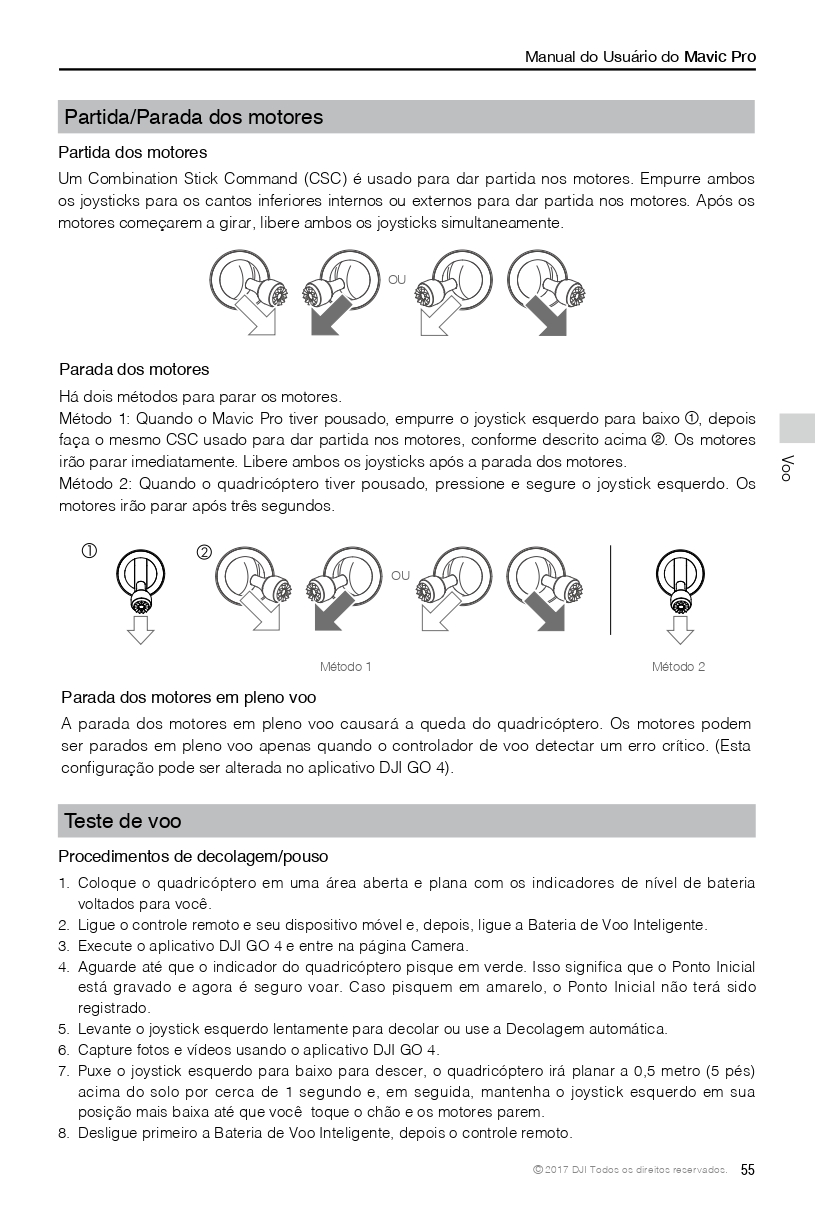 Manual do Usuário do Mavic Pro
Partida/Parada dos motores
Partida dos motores
Um Combination Stick Command (CSC) é usado para dar partida nos motores. Empurre ambos
os joysticks para os cantos inferiores internos ou externos para dar partida nos motores. Após os
motores começarem a girar, libere ambos os joysticks simultaneamente.
OU
Parada dos motores
Há dois métodos para parar os motores.
Método 1: Quando o Mavic Pro tiver pousado, empurre o joystick esquerdo para baixo ①, depois
faça o mesmo CSC usado para dar partida nos motores, conforme descrito acima ②. Os motores
irão parar imediatamente. Libere ambos os joysticks após a parada dos motores.
Método 2: Quando o quadricóptero tiver pousado, pressione e segure o joystick esquerdo. Os
motores irão parar após três segundos.
Voo
① ②
OU
Método 1 Método 2
Parada dos motores em pleno voo
A parada dos motores em pleno voo causará a queda do quadricóptero. Os motores podem
ser parados em pleno voo apenas quando o controlador de voo detectar um erro crítico. (Esta
configuração pode ser alterada no aplicativo DJI GO 4).
Teste de voo
Procedimentos de decolagem/pouso
1. Coloque o quadricóptero em uma área aberta e plana com os indicadores de nível de bateria
voltados para você.
2. Ligue o controle remoto e seu dispositivo móvel e, depois, ligue a Bateria de Voo Inteligente.
3. Execute o aplicativo DJI GO 4 e entre na página Camera.
4. Aguarde até que o indicador do quadricóptero pisque em verde. Isso significa que o Ponto Inicial
está gravado e agora é seguro voar. Caso pisquem em amarelo, o Ponto Inicial não terá sido
registrado.
5. Levante o joystick esquerdo lentamente para decolar ou use a Decolagem automática.
6. Capture fotos e vídeos usando o aplicativo DJI GO 4.
7. Puxe o joystick esquerdo para baixo para descer, o quadricóptero irá planar a 0,5 metro (5 pés)
acima do solo por cerca de 1 segundo e, em seguida, mantenha o joystick esquerdo em sua
posição mais baixa até que você toque o chão e os motores parem.
8. Desligue primeiro a Bateria de Voo Inteligente, depois o controle remoto.
© 2017 DJI Todos os direitos reservados. 55